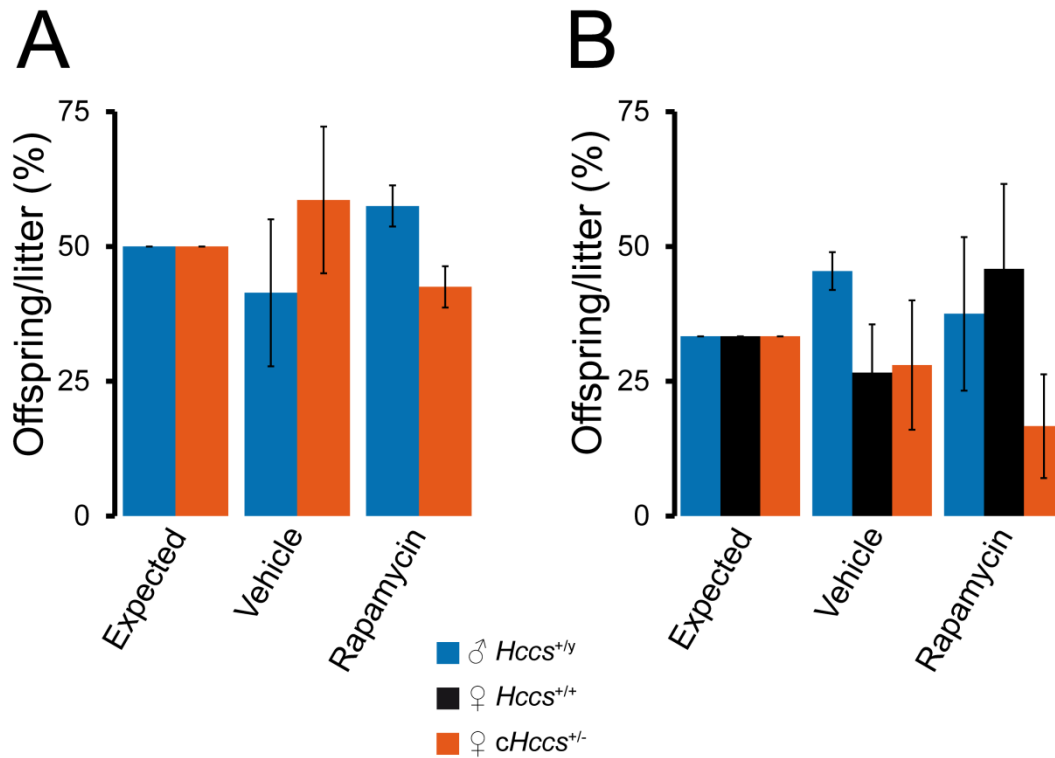 A
Offspring/litter (%)
75
50
25
0
Expected
Vehicle
Rapamycin
B
Offspring/litter (%)
75
50
25
0
Expected
Vehicle
Rapamycin
♂ Hccs+/y
♀ Hccs+/+
♀ cHccs+/-